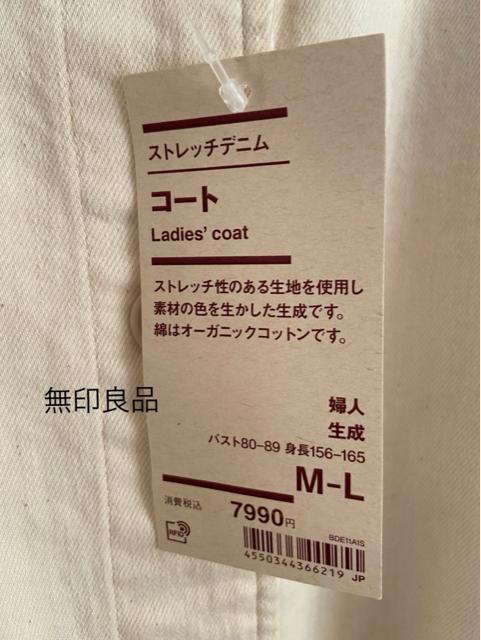 ストレッチデニム
コート
Ladies' coat
ストレッチ性のある生地を使用し
素材の色を生かした生成です。
綿はオーガニックコットンです。
無印良品
婦人
生成
バスト80-89 身長156-165
M-L
消費税込 7990円
RFID
BDE11A1S
4550344366219 JP